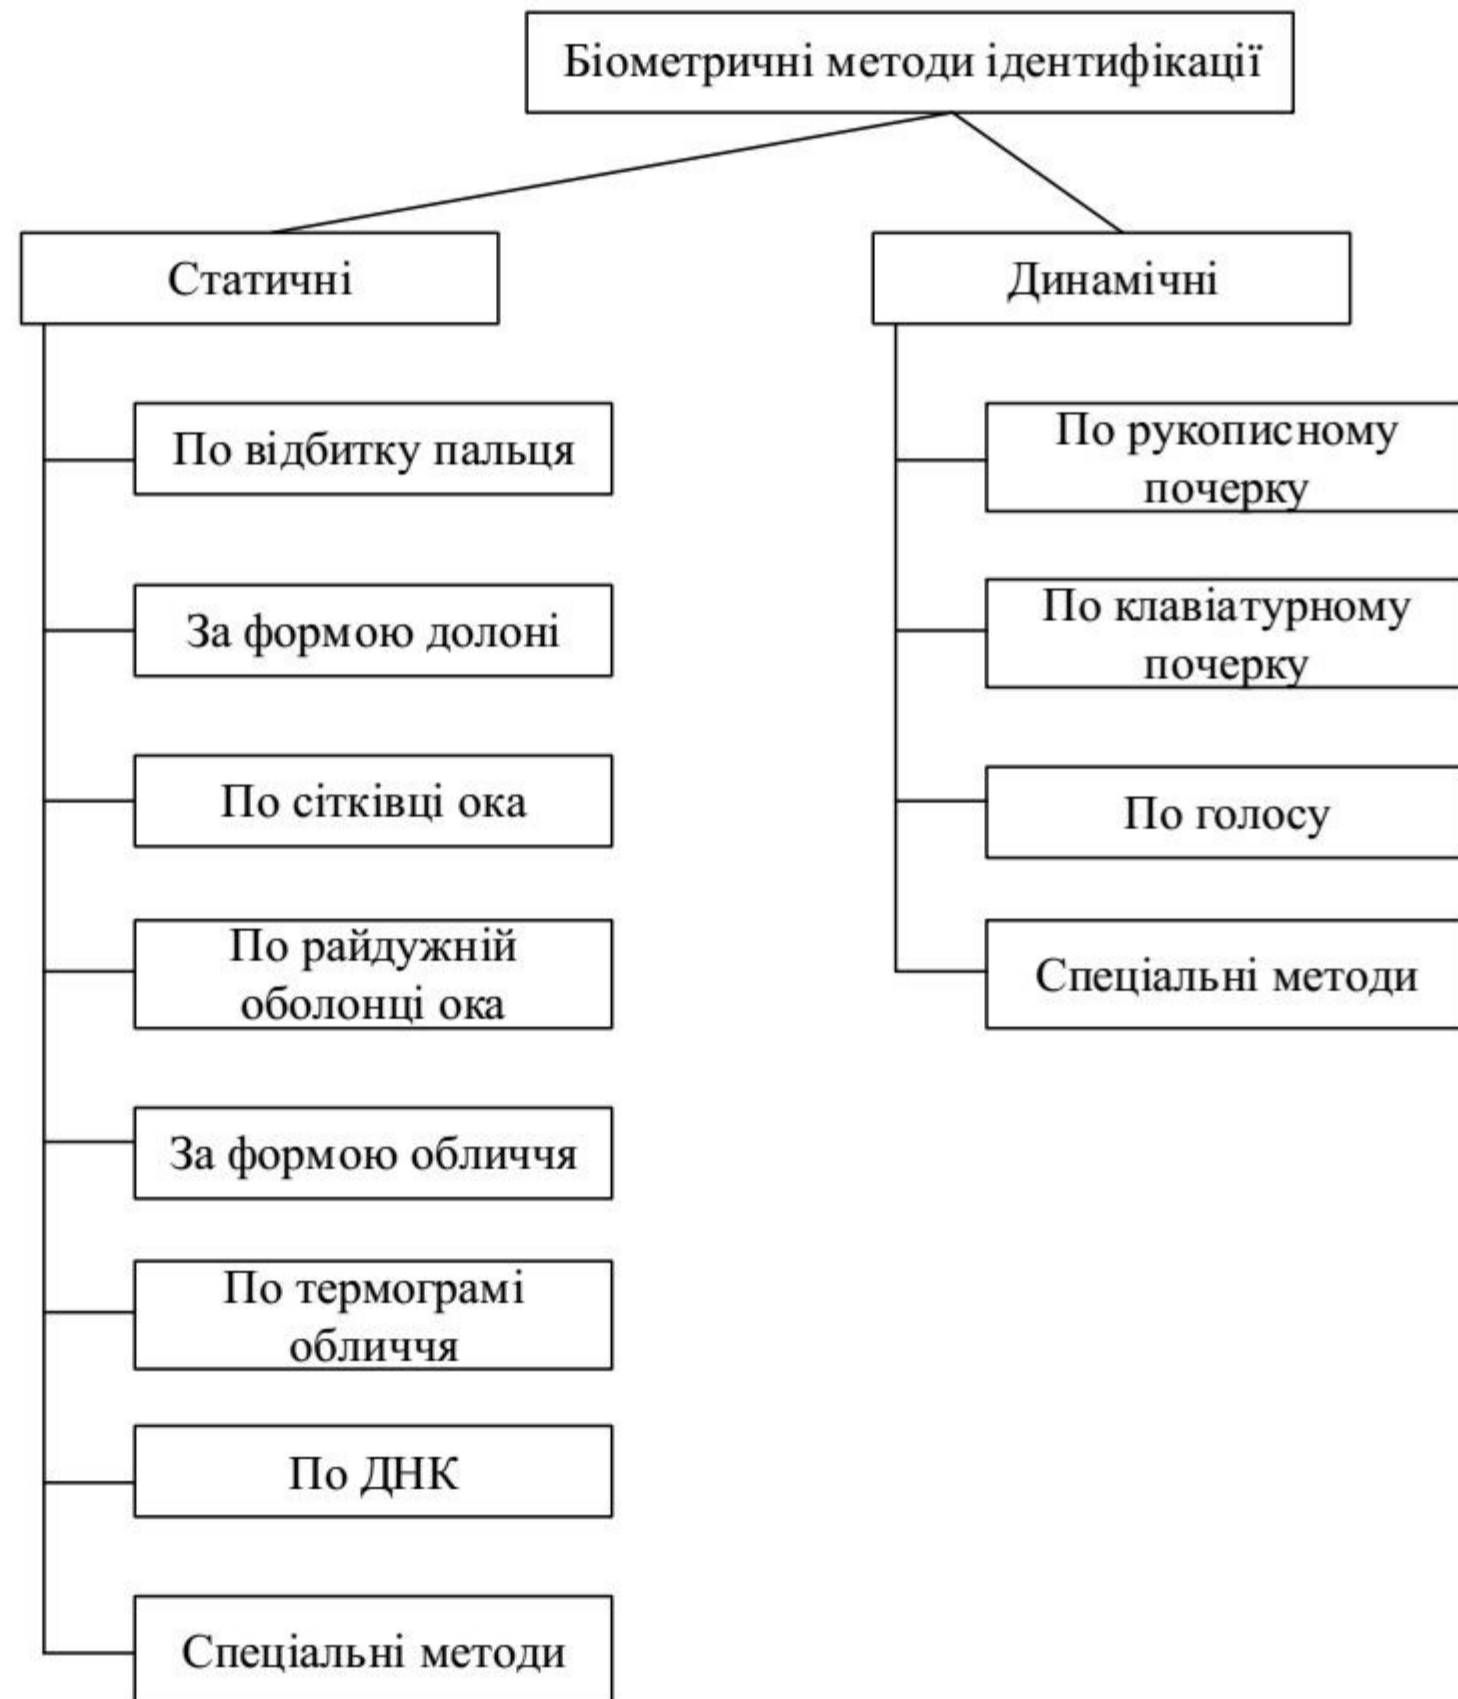 Біометричні методи ідентифікації
Статичні
По відбитку пальця
За формою долоні
По сітківці ока
По райдужній
оболонці ока
За формою обличчя
По термограмі
обличчя
По ДНК
Спеціальні методи
Динамічні
По рукописному
почерку
По клавіатурному
почерку
По голосу
Спеціальні методи